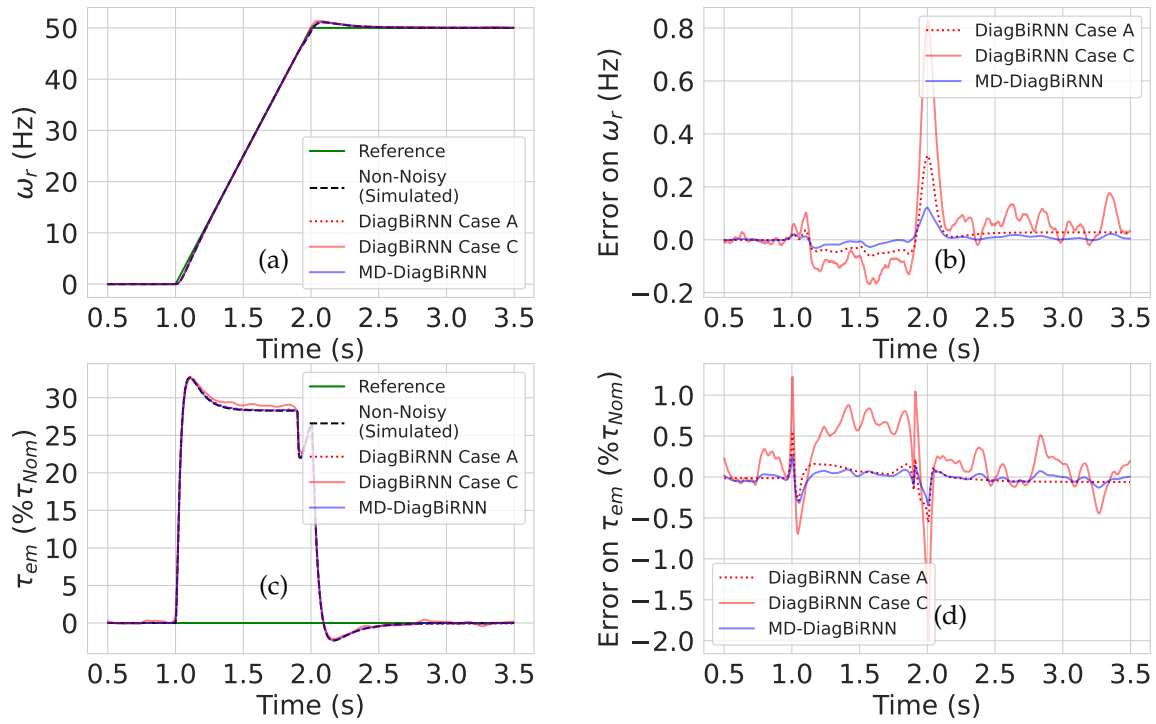 50
40
30
20
10
0
ω_r (Hz)
Reference
Non-Noisy
(Simulated)
DiagBiRNN Case A
DiagBiRNN Case C
MD-DiagBiRNN
(a)
0.5 1.0 1.5 2.0 2.5 3.0 3.5
Time (s)
0.8
0.6
0.4
0.2
0.0
−0.2
Error on ω_r (Hz)
DiagBiRNN Case A
DiagBiRNN Case C
MD-DiagBiRNN
(b)
0.5 1.0 1.5 2.0 2.5 3.0 3.5
Time (s)
30
25
20
15
10
5
0
τ_em (%τ_Nom)
Reference
Non-Noisy
(Simulated)
DiagBiRNN Case A
DiagBiRNN Case C
MD-DiagBiRNN
(c)
0.5 1.0 1.5 2.0 2.5 3.0 3.5
Time (s)
1.0
0.5
0.0
−0.5
−1.0
−1.5
−2.0
Error on τ_em (%τ_Nom)
DiagBiRNN Case A
DiagBiRNN Case C
MD-DiagBiRNN
(d)
0.5 1.0 1.5 2.0 2.5 3.0 3.5
Time (s)